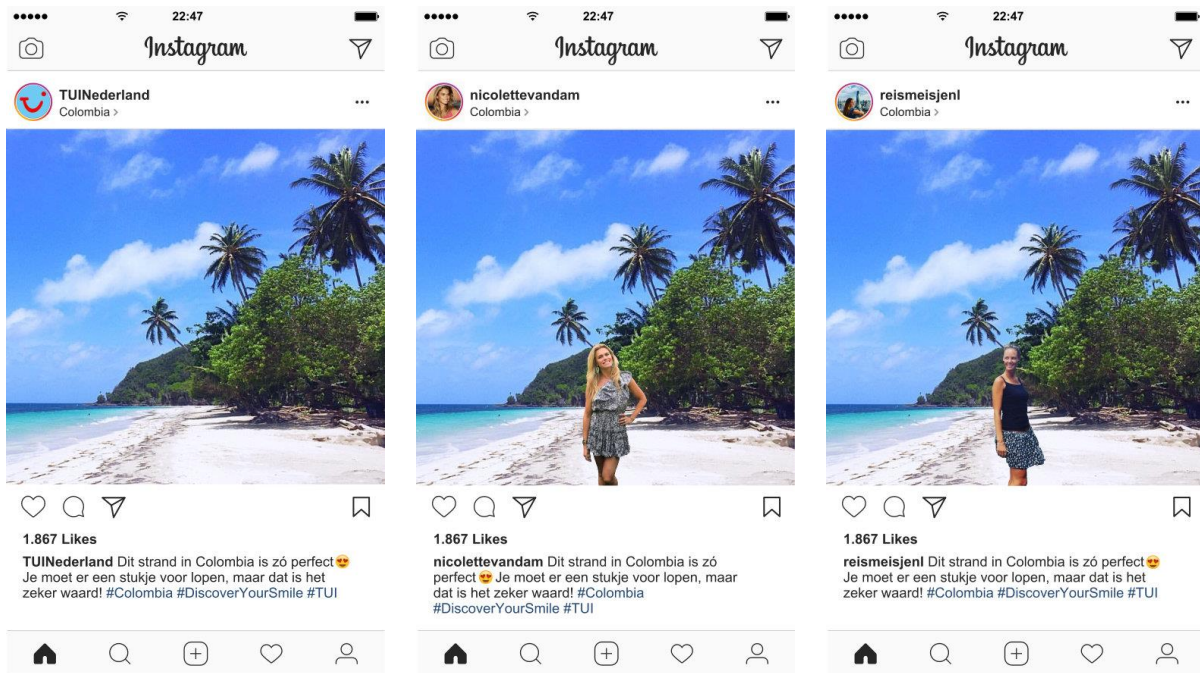 22:47
Instagram
TUINederland
Colombia >
1.867 Likes
TUINederland Dit strand in Colombia is zó perfect😍
Je moet er een stukje voor lopen, maar dat is het
zeker waard! #Colombia #DiscoverYourSmile #TUI
22:47
Instagram
nicolettevandam
Colombia >
1.867 Likes
nicolettevandam Dit strand in Colombia is zó
perfect😍 Je moet er een stukje voor lopen, maar
dat is het zeker waard! #Colombia
#DiscoverYourSmile #TUI
22:47
Instagram
reismeisjenl
Colombia >
1.867 Likes
reismeisjenl Dit strand in Colombia is zó perfect😍
Je moet er een stukje voor lopen, maar dat is het
zeker waard! #Colombia #DiscoverYourSmile #TUI